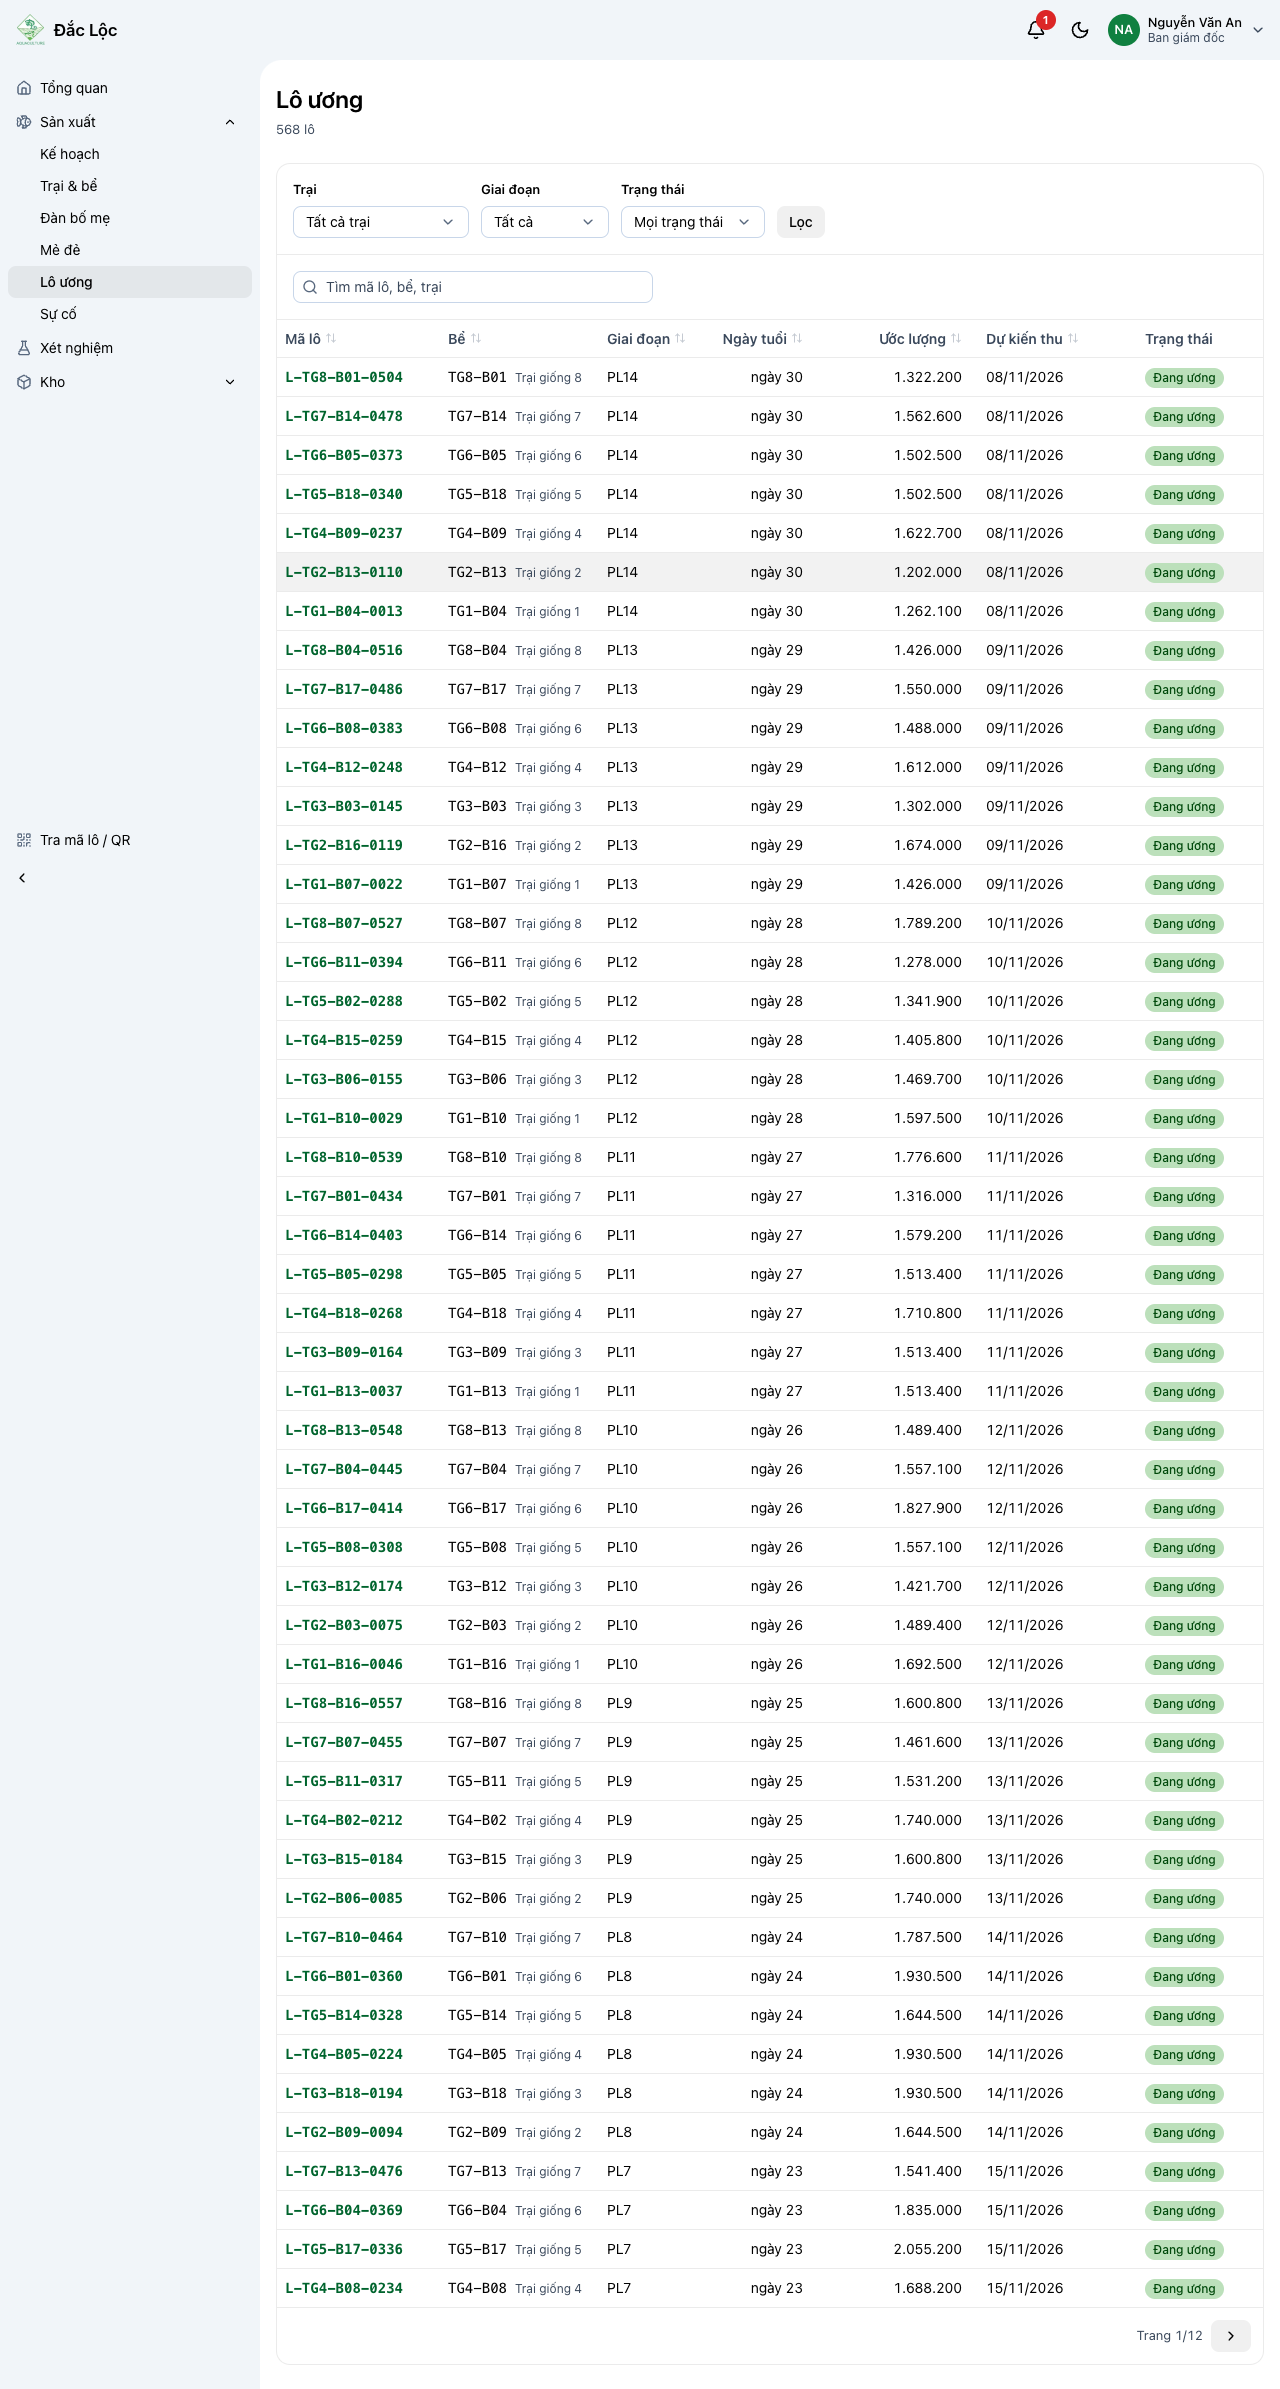 Đắc Lộc
1
NA
Nguyễn Văn An
Ban giám đốc
Tổng quan
Sản xuất
Kế hoạch
Trại & bể
Đàn bố mẹ
Mẻ đẻ
Lô ương
Sự cố
Xét nghiệm
Kho
Tra mã lô / QR
Lô ương
568 lô
Trại Giai đoạn Trạng thái
Tất cả trại Tất cả Mọi trạng thái Lọc
Tìm mã lô, bể, trại
Mã lô Bể Giai đoạn Ngày tuổi Ước lượng Dự kiến thu Trạng thái
L-TG8-B01-0504 TG8-B01 Trại giống 8 PL14 ngày 30 1.322.200 08/11/2026 Đang ương
L-TG7-B14-0478 TG7-B14 Trại giống 7 PL14 ngày 30 1.562.600 08/11/2026 Đang ương
L-TG6-B05-0373 TG6-B05 Trại giống 6 PL14 ngày 30 1.502.500 08/11/2026 Đang ương
L-TG5-B18-0340 TG5-B18 Trại giống 5 PL14 ngày 30 1.502.500 08/11/2026 Đang ương
L-TG4-B09-0237 TG4-B09 Trại giống 4 PL14 ngày 30 1.622.700 08/11/2026 Đang ương
L-TG2-B13-0110 TG2-B13 Trại giống 2 PL14 ngày 30 1.202.000 08/11/2026 Đang ương
L-TG1-B04-0013 TG1-B04 Trại giống 1 PL14 ngày 30 1.262.100 08/11/2026 Đang ương
L-TG8-B04-0516 TG8-B04 Trại giống 8 PL13 ngày 29 1.426.000 09/11/2026 Đang ương
L-TG7-B17-0486 TG7-B17 Trại giống 7 PL13 ngày 29 1.550.000 09/11/2026 Đang ương
L-TG6-B08-0383 TG6-B08 Trại giống 6 PL13 ngày 29 1.488.000 09/11/2026 Đang ương
L-TG4-B12-0248 TG4-B12 Trại giống 4 PL13 ngày 29 1.612.000 09/11/2026 Đang ương
L-TG3-B03-0145 TG3-B03 Trại giống 3 PL13 ngày 29 1.302.000 09/11/2026 Đang ương
L-TG2-B16-0119 TG2-B16 Trại giống 2 PL13 ngày 29 1.674.000 09/11/2026 Đang ương
L-TG1-B07-0022 TG1-B07 Trại giống 1 PL13 ngày 29 1.426.000 09/11/2026 Đang ương
L-TG8-B07-0527 TG8-B07 Trại giống 8 PL12 ngày 28 1.789.200 10/11/2026 Đang ương
L-TG6-B11-0394 TG6-B11 Trại giống 6 PL12 ngày 28 1.278.000 10/11/2026 Đang ương
L-TG5-B02-0288 TG5-B02 Trại giống 5 PL12 ngày 28 1.341.900 10/11/2026 Đang ương
L-TG4-B15-0259 TG4-B15 Trại giống 4 PL12 ngày 28 1.405.800 10/11/2026 Đang ương
L-TG3-B06-0155 TG3-B06 Trại giống 3 PL12 ngày 28 1.469.700 10/11/2026 Đang ương
L-TG1-B10-0029 TG1-B10 Trại giống 1 PL12 ngày 28 1.597.500 10/11/2026 Đang ương
L-TG8-B10-0539 TG8-B10 Trại giống 8 PL11 ngày 27 1.776.600 11/11/2026 Đang ương
L-TG7-B01-0434 TG7-B01 Trại giống 7 PL11 ngày 27 1.316.000 11/11/2026 Đang ương
L-TG6-B14-0403 TG6-B14 Trại giống 6 PL11 ngày 27 1.579.200 11/11/2026 Đang ương
L-TG5-B05-0298 TG5-B05 Trại giống 5 PL11 ngày 27 1.513.400 11/11/2026 Đang ương
L-TG4-B18-0268 TG4-B18 Trại giống 4 PL11 ngày 27 1.710.800 11/11/2026 Đang ương
L-TG3-B09-0164 TG3-B09 Trại giống 3 PL11 ngày 27 1.513.400 11/11/2026 Đang ương
L-TG1-B13-0037 TG1-B13 Trại giống 1 PL11 ngày 27 1.513.400 11/11/2026 Đang ương
L-TG8-B13-0548 TG8-B13 Trại giống 8 PL10 ngày 26 1.489.400 12/11/2026 Đang ương
L-TG7-B04-0445 TG7-B04 Trại giống 7 PL10 ngày 26 1.557.100 12/11/2026 Đang ương
L-TG6-B17-0414 TG6-B17 Trại giống 6 PL10 ngày 26 1.827.900 12/11/2026 Đang ương
L-TG5-B08-0308 TG5-B08 Trại giống 5 PL10 ngày 26 1.557.100 12/11/2026 Đang ương
L-TG3-B12-0174 TG3-B12 Trại giống 3 PL10 ngày 26 1.421.700 12/11/2026 Đang ương
L-TG2-B03-0075 TG2-B03 Trại giống 2 PL10 ngày 26 1.489.400 12/11/2026 Đang ương
L-TG1-B16-0046 TG1-B16 Trại giống 1 PL10 ngày 26 1.692.500 12/11/2026 Đang ương
L-TG8-B16-0557 TG8-B16 Trại giống 8 PL9 ngày 25 1.600.800 13/11/2026 Đang ương
L-TG7-B07-0455 TG7-B07 Trại giống 7 PL9 ngày 25 1.461.600 13/11/2026 Đang ương
L-TG5-B11-0317 TG5-B11 Trại giống 5 PL9 ngày 25 1.531.200 13/11/2026 Đang ương
L-TG4-B02-0212 TG4-B02 Trại giống 4 PL9 ngày 25 1.740.000 13/11/2026 Đang ương
L-TG3-B15-0184 TG3-B15 Trại giống 3 PL9 ngày 25 1.600.800 13/11/2026 Đang ương
L-TG2-B06-0085 TG2-B06 Trại giống 2 PL9 ngày 25 1.740.000 13/11/2026 Đang ương
L-TG7-B10-0464 TG7-B10 Trại giống 7 PL8 ngày 24 1.787.500 14/11/2026 Đang ương
L-TG6-B01-0360 TG6-B01 Trại giống 6 PL8 ngày 24 1.930.500 14/11/2026 Đang ương
L-TG5-B14-0328 TG5-B14 Trại giống 5 PL8 ngày 24 1.644.500 14/11/2026 Đang ương
L-TG4-B05-0224 TG4-B05 Trại giống 4 PL8 ngày 24 1.930.500 14/11/2026 Đang ương
L-TG3-B18-0194 TG3-B18 Trại giống 3 PL8 ngày 24 1.930.500 14/11/2026 Đang ương
L-TG2-B09-0094 TG2-B09 Trại giống 2 PL8 ngày 24 1.644.500 14/11/2026 Đang ương
L-TG7-B13-0476 TG7-B13 Trại giống 7 PL7 ngày 23 1.541.400 15/11/2026 Đang ương
L-TG6-B04-0369 TG6-B04 Trại giống 6 PL7 ngày 23 1.835.000 15/11/2026 Đang ương
L-TG5-B17-0336 TG5-B17 Trại giống 5 PL7 ngày 23 2.055.200 15/11/2026 Đang ương
L-TG4-B08-0234 TG4-B08 Trại giống 4 PL7 ngày 23 1.688.200 15/11/2026 Đang ương
Trang 1/12